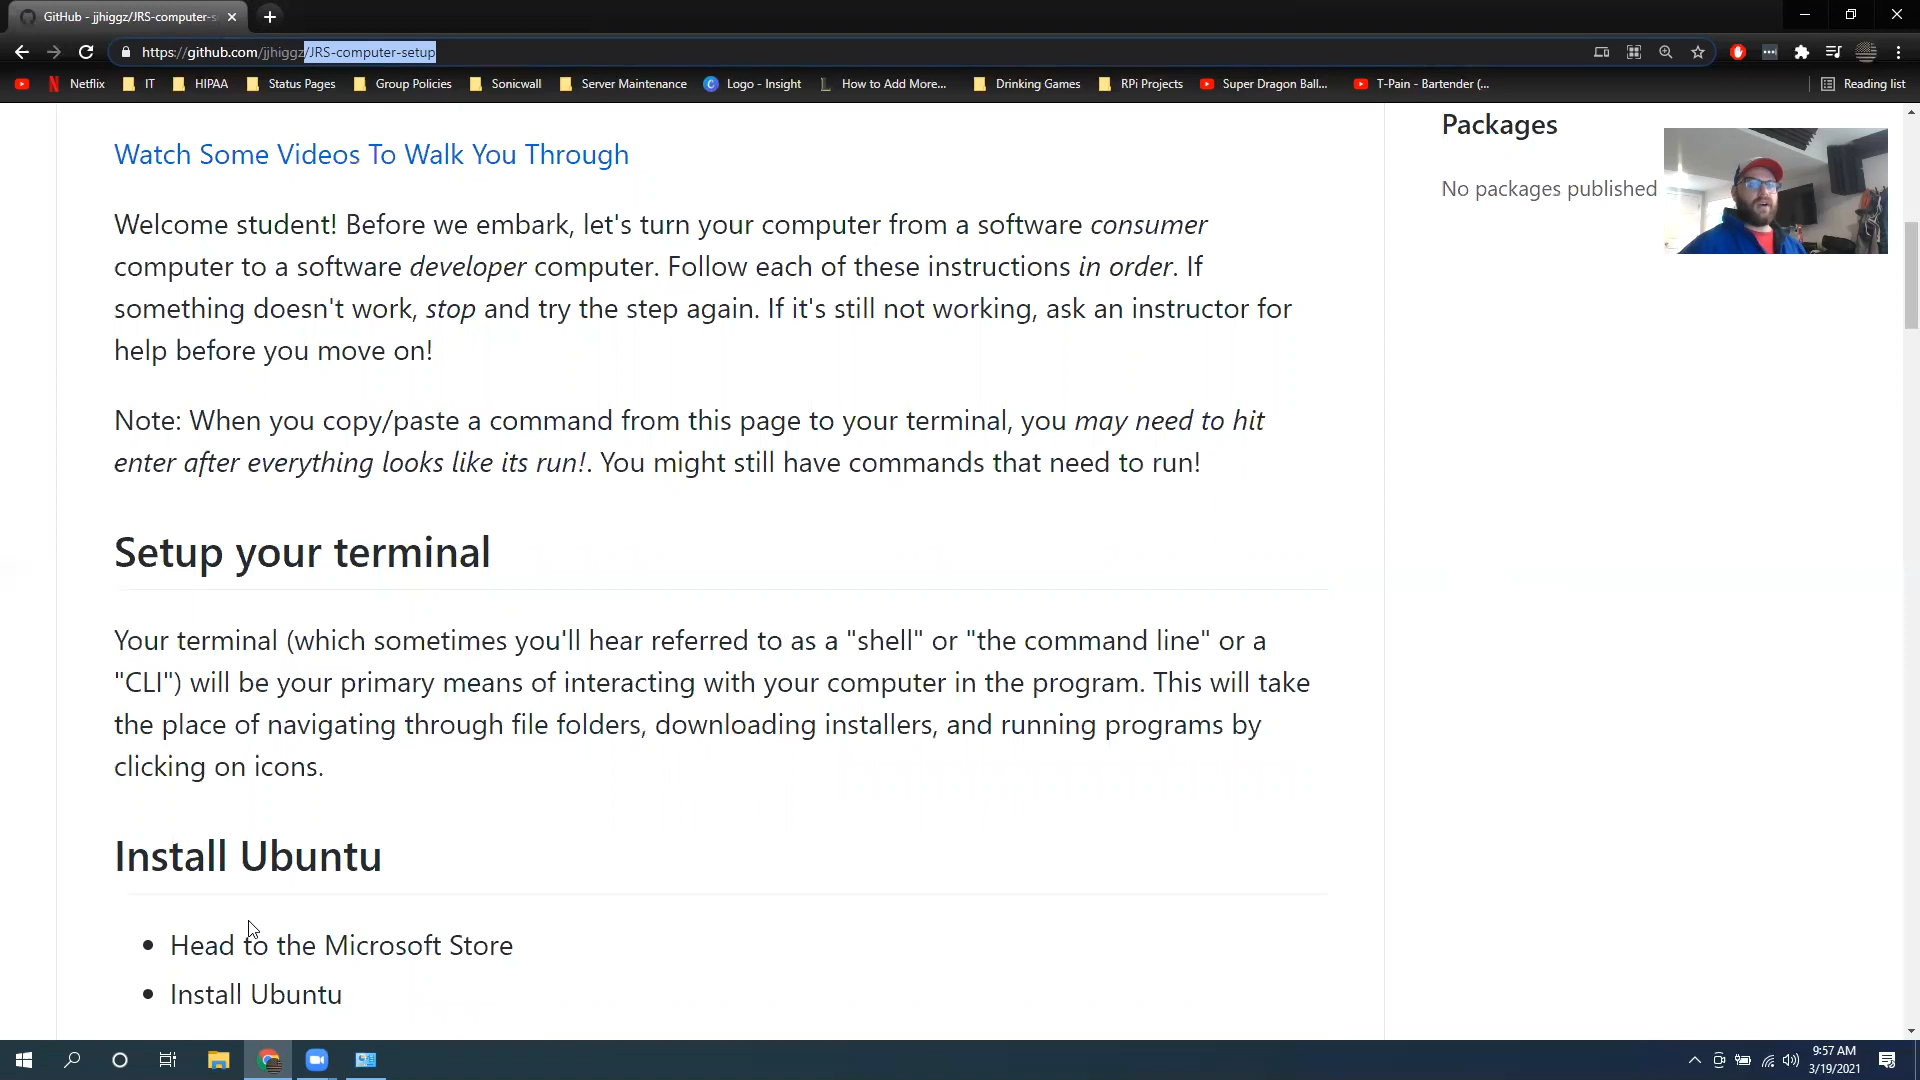 GitHub - jjhiggz/JRS-computer-s
https://github.com/jjhiggz/JRS-computer-setup
Netflix
IT
HIPAA
Status Pages
Group Policies
Sonicwall
Server Maintenance
Logo - Insight
How to Add More...
Drinking Games
RPi Projects
Super Dragon Ball...
T-Pain - Bartender (...
Reading list
Watch Some Videos To Walk You Through
Welcome student! Before we embark, let's turn your computer from a software consumer
computer to a software developer computer. Follow each of these instructions in order. If
something doesn't work, stop and try the step again. If it's still not working, ask an instructor for
help before you move on!
Note: When you copy/paste a command from this page to your terminal, you may need to hit
enter after everything looks like its run!. You might still have commands that need to run!
Setup your terminal
Your terminal (which sometimes you'll hear referred to as a "shell" or "the command line" or a
"CLI") will be your primary means of interacting with your computer in the program. This will take
the place of navigating through file folders, downloading installers, and running programs by
clicking on icons.
Install Ubuntu
Head to the Microsoft Store
Install Ubuntu
Packages
No packages published
9:57 AM
3/19/2021